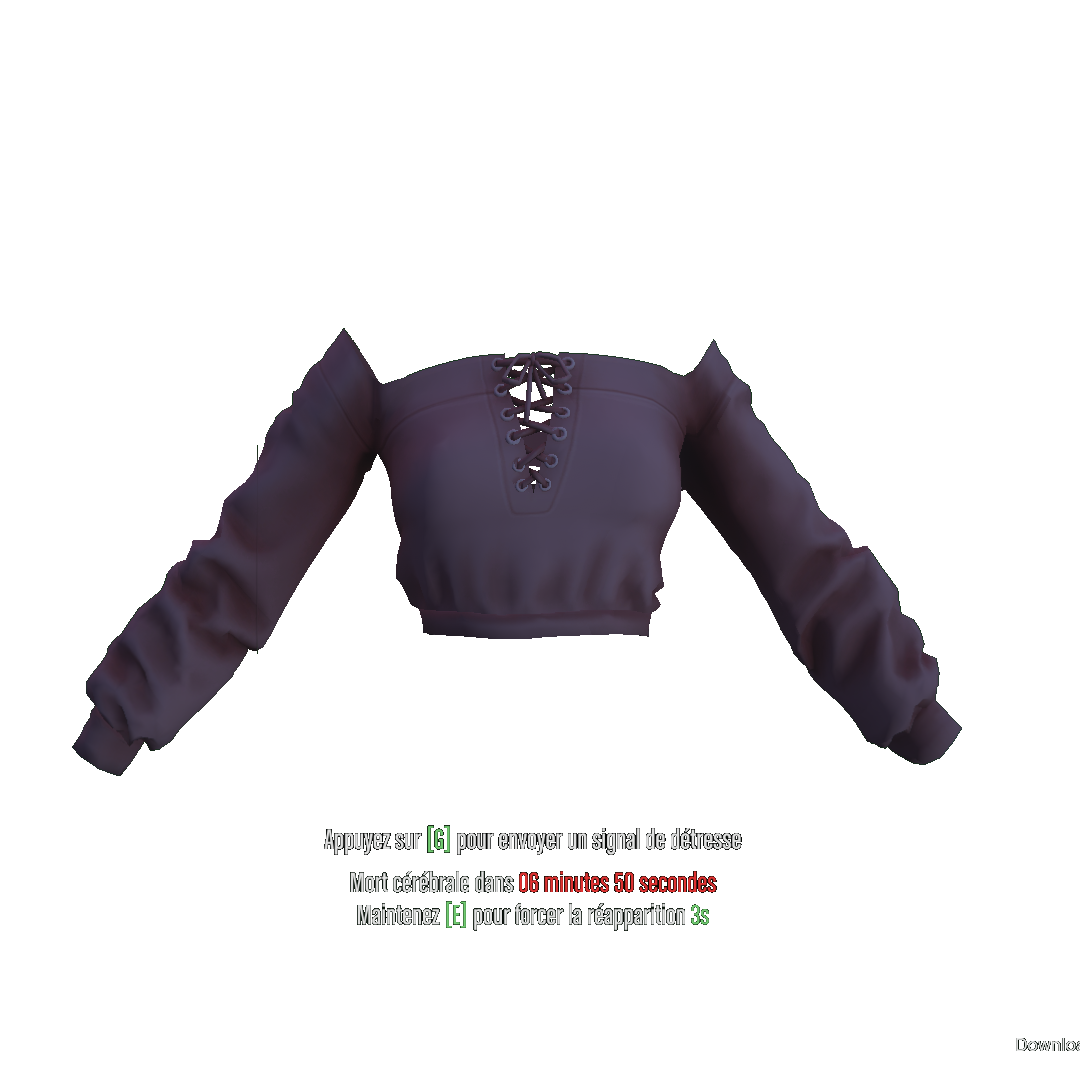 Appuyez sur [G] pour envoyer un signal de détresse
Mort cérébrale dans 06 minutes 50 secondes
Maintenez [E] pour forcer la réapparition 3s